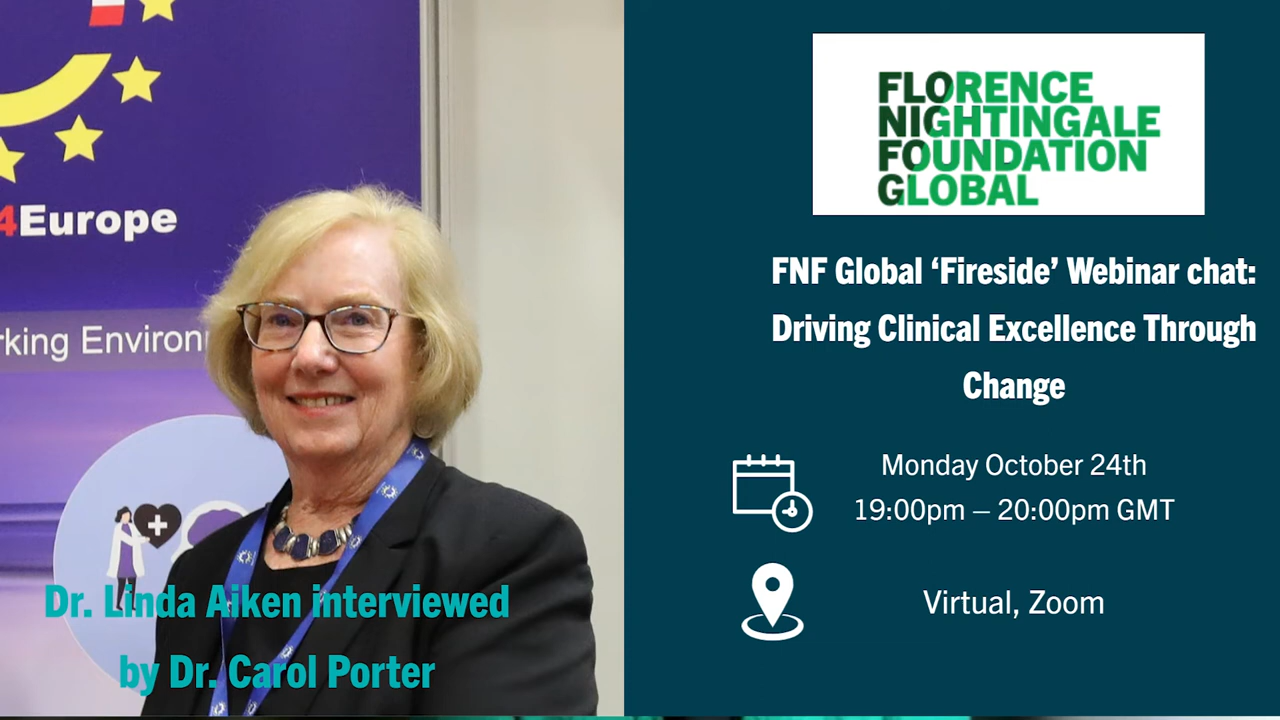 4Europe
rking Environ
Dr. Linda Aiken interviewed
by Dr. Carol Porter
FLORENCE
NIGHTINGALE
FOUNDATION
GLOBAL
FNF Global ‘Fireside’ Webinar chat:
Driving Clinical Excellence Through
Change
Monday October 24th
19:00pm – 20:00pm GMT
Virtual, Zoom